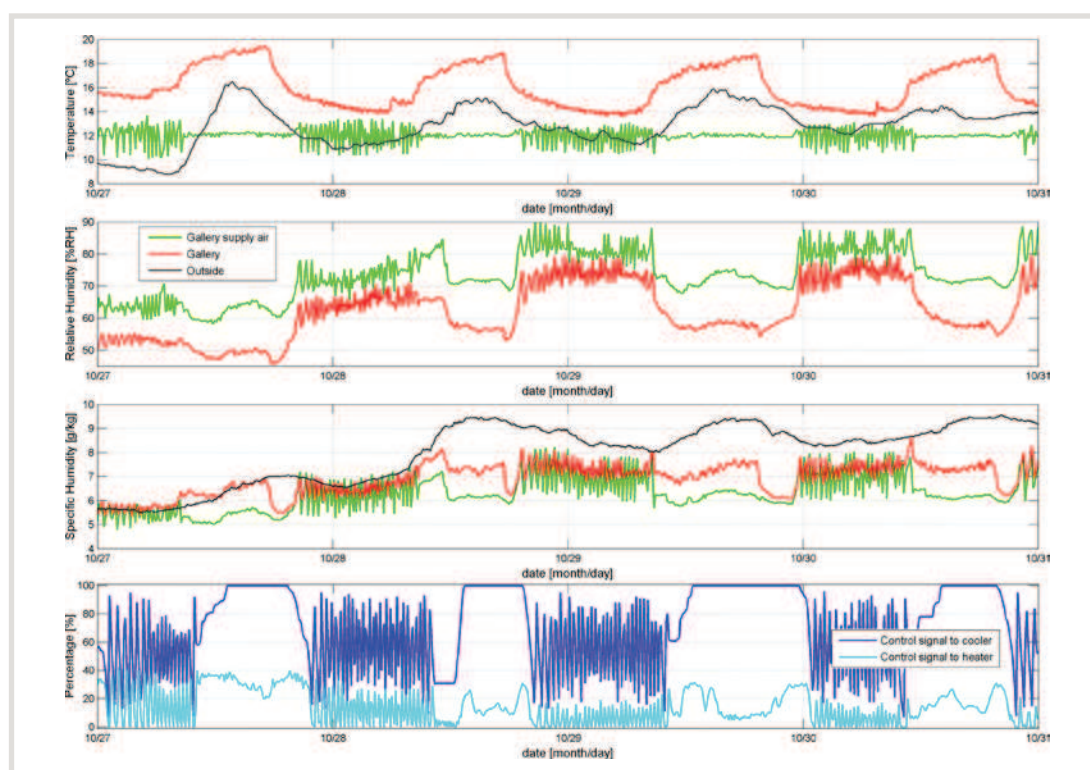 20
18
16
14
12
10
8
Temperature [°C]
10/27 10/28 10/29 10/30 10/31
date [month/day]
90
80
70
60
50
Relative Humidity [%RH]
Gallery supply air
Gallery
Outside
10/27 10/28 10/29 10/30 10/31
date [month/day]
10
9
8
7
6
5
4
Specific Humidity [g/kg]
10/27 10/28 10/29 10/30 10/31
date [month/day]
100
80
60
40
20
0
Percentage [%]
Control signal to cooler
Control signal to heater
10/27 10/28 10/29 10/30 10/31
date [month/day]